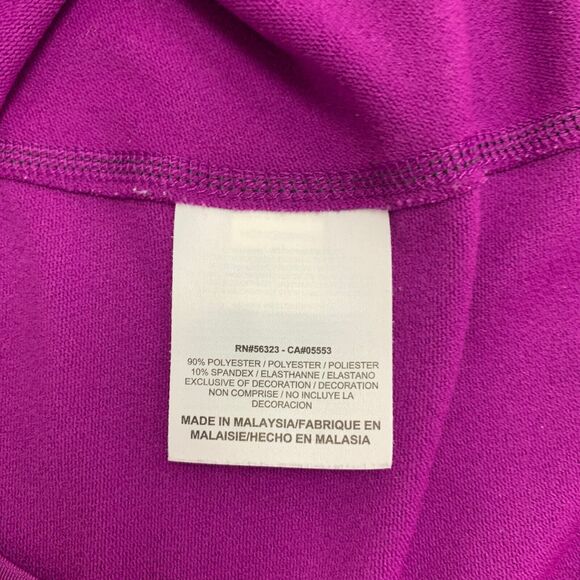 RN#56323 - CA#05553
90% POLYESTER / POLYESTER / POLIESTER
10% SPANDEX / ELASTHANNE / ELASTANO
EXCLUSIVE OF DECORATION / DECORATION
NON COMPRISE / NO INCLUYE LA
DECORACION
MADE IN MALAYSIA/FABRIQUE EN
MALAISIE/HECHO EN MALASIA